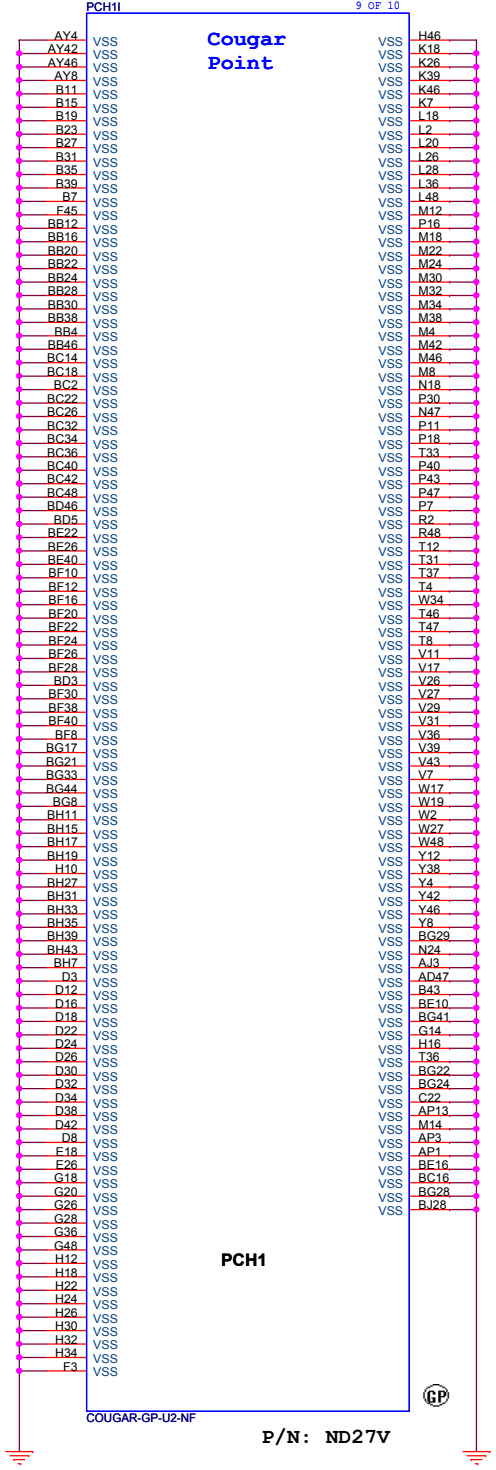 PCH1I 9 OF 10
Cougar
Point
AY4 VSS VSS H46
AY42 VSS VSS K18
AY46 VSS VSS K26
AY8 VSS VSS K39
B11 VSS VSS K46
B15 VSS VSS K7
B19 VSS VSS L18
B23 VSS VSS L2
B27 VSS VSS L20
B31 VSS VSS L26
B35 VSS VSS L28
B39 VSS VSS L36
B7 VSS VSS L48
F45 VSS VSS M12
BB12 VSS VSS P16
BB16 VSS VSS M18
BB20 VSS VSS M22
BB22 VSS VSS M24
BB24 VSS VSS M30
BB28 VSS VSS M32
BB30 VSS VSS M34
BB38 VSS VSS M38
BB4 VSS VSS M4
BB46 VSS VSS M42
BC14 VSS VSS M46
BC18 VSS VSS M8
BC2 VSS VSS N18
BC22 VSS VSS P30
BC26 VSS VSS N47
BC32 VSS VSS P11
BC34 VSS VSS P18
BC36 VSS VSS T33
BC40 VSS VSS P40
BC42 VSS VSS P43
BC48 VSS VSS P47
BD46 VSS VSS P7
BD5 VSS VSS R2
BE22 VSS VSS R48
BE26 VSS VSS T12
BE40 VSS VSS T31
BF10 VSS VSS T37
BF12 VSS VSS T4
BF16 VSS VSS W34
BF20 VSS VSS T46
BF22 VSS VSS T47
BF24 VSS VSS T8
BF26 VSS VSS V11
BF28 VSS VSS V17
BD3 VSS VSS V26
BF30 VSS VSS V27
BF38 VSS VSS V29
BF40 VSS VSS V31
BF8 VSS VSS V36
BG17 VSS VSS V39
BG21 VSS VSS V43
BG33 VSS VSS V7
BG44 VSS VSS W17
BG8 VSS VSS W19
BH11 VSS VSS W2
BH15 VSS VSS W27
BH17 VSS VSS W48
BH19 VSS VSS Y12
H10 VSS VSS Y38
BH27 VSS VSS Y4
BH31 VSS VSS Y42
BH33 VSS VSS Y46
BH35 VSS VSS Y8
BH39 VSS VSS BG29
BH43 VSS VSS N24
BH7 VSS VSS AJ3
D3 VSS VSS AD47
D12 VSS VSS B43
D16 VSS VSS BE10
D18 VSS VSS BG41
D22 VSS VSS G14
D24 VSS VSS H16
D26 VSS VSS T36
D30 VSS VSS BG22
D32 VSS VSS BG24
D34 VSS VSS C22
D38 VSS VSS AP13
D42 VSS VSS M14
D8 VSS VSS AP3
E18 VSS VSS AP1
E26 VSS VSS BE16
G18 VSS VSS BC16
G20 VSS VSS BG28
G26 VSS VSS BJ28
G28 VSS
G36 VSS
G48 VSS
H12 VSS PCH1
H18 VSS
H22 VSS
H24 VSS
H26 VSS
H30 VSS
H32 VSS
H34 VSS
F3 VSS
GP
COUGAR-GP-U2-NF
P/N: ND27V